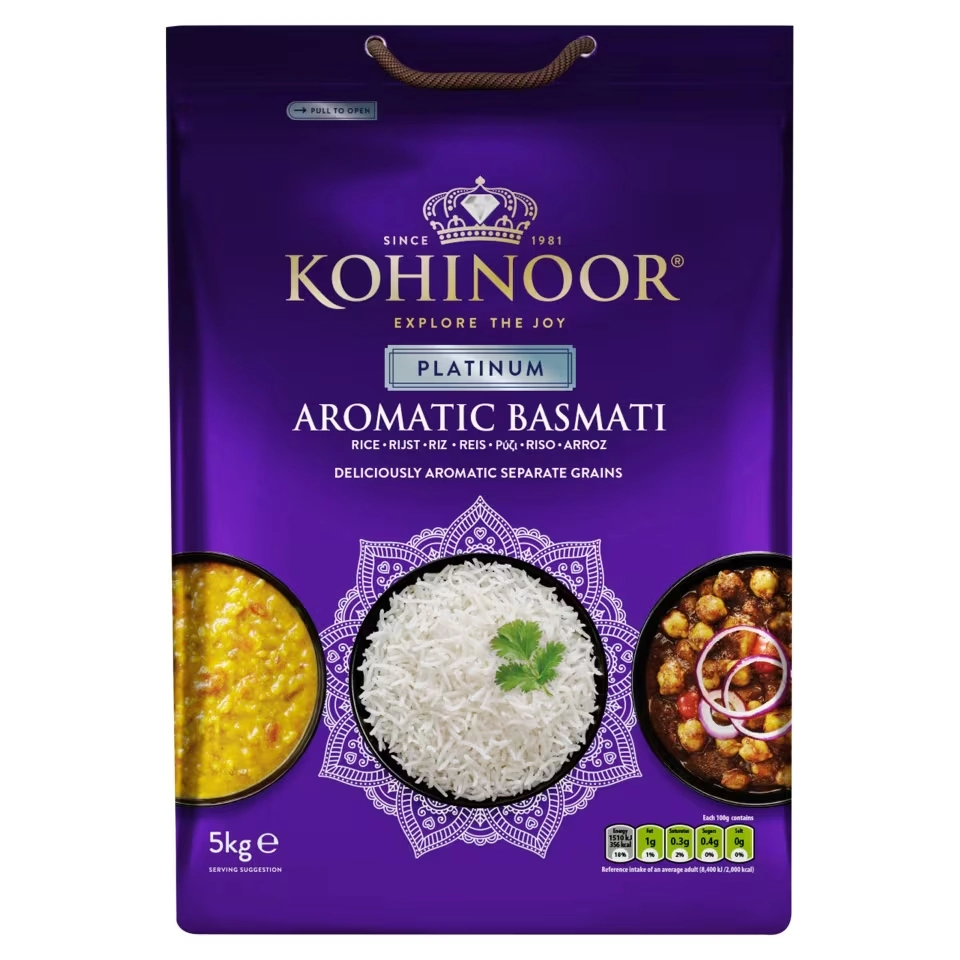 → PULL TO OPEN
SINCE 1981
KOHINOOR®
EXPLORE THE JOY
PLATINUM
AROMATIC BASMATI
RICE • RIJST • RIZ • REIS • Ρύζι • RISO • ARROZ
DELICIOUSLY AROMATIC SEPARATE GRAINS
5kg ℮
SERVING SUGGESTION
Each 100g contains
Energy 1510 kJ 356 kcal 18%
Fat 1g 1%
Saturates 0.3g 2%
Sugars 0.4g 0%
Salt 0g 0%
Reference intake of an average adult (8,400 kJ /2,000 kcal)